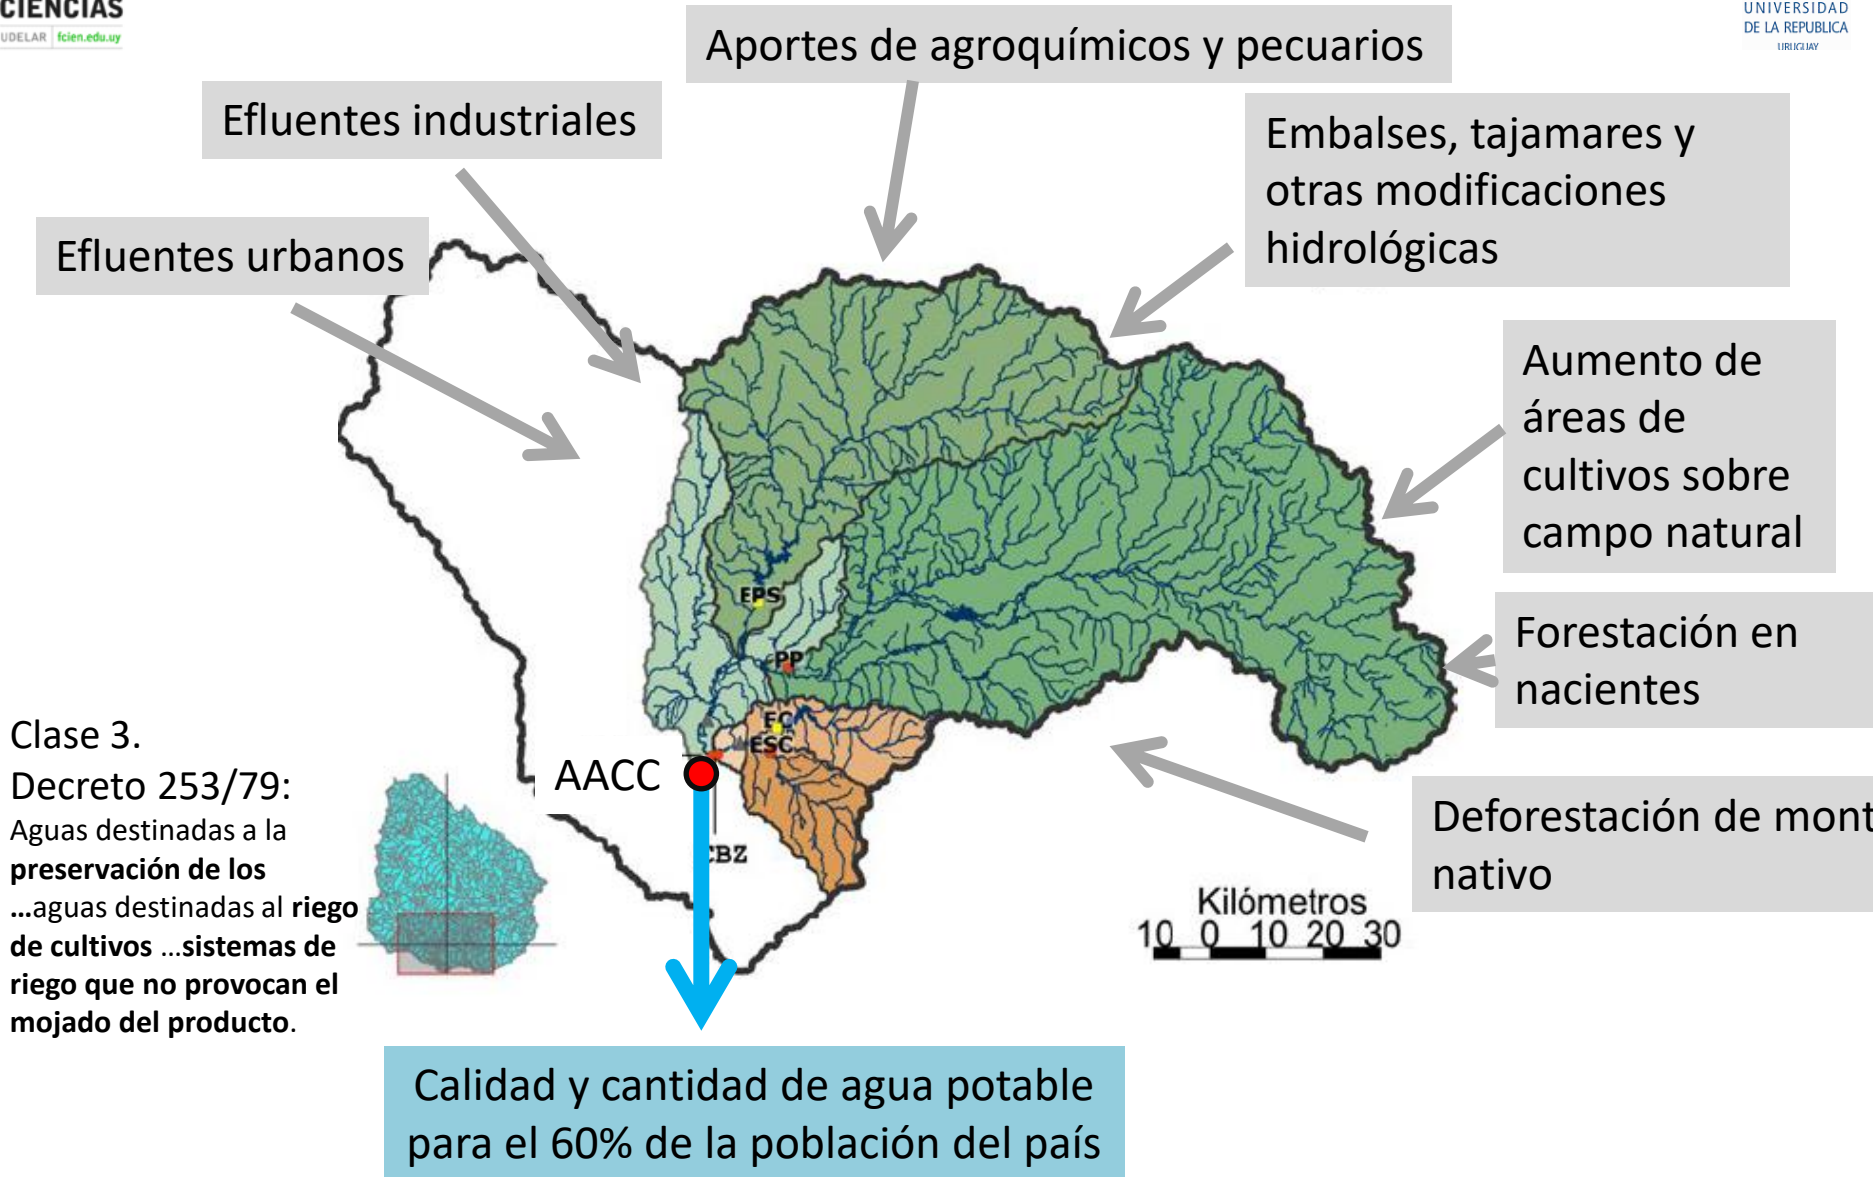 CIENCIAS
UDELAR fcien.edu.uy
UNIVERSIDAD
DE LA REPUBLICA
URUGUAY
Aportes de agroquímicos y pecuarios
Efluentes industriales
Embalses, tajamares y
otras modificaciones
hidrológicas
Efluentes urbanos
Aumento de
áreas de
cultivos sobre
campo natural
EPS
PP
Forestación en
nacientes
EC
ESC
AACC
CBZ
Clase 3.
Decreto 253/79:
Aguas destinadas a la
preservación de los
...aguas destinadas al riego
de cultivos ...sistemas de
riego que no provocan el
mojado del producto.
Deforestación de mont
nativo
Kilómetros
10 0 10 20 30
Calidad y cantidad de agua potable
para el 60% de la población del país